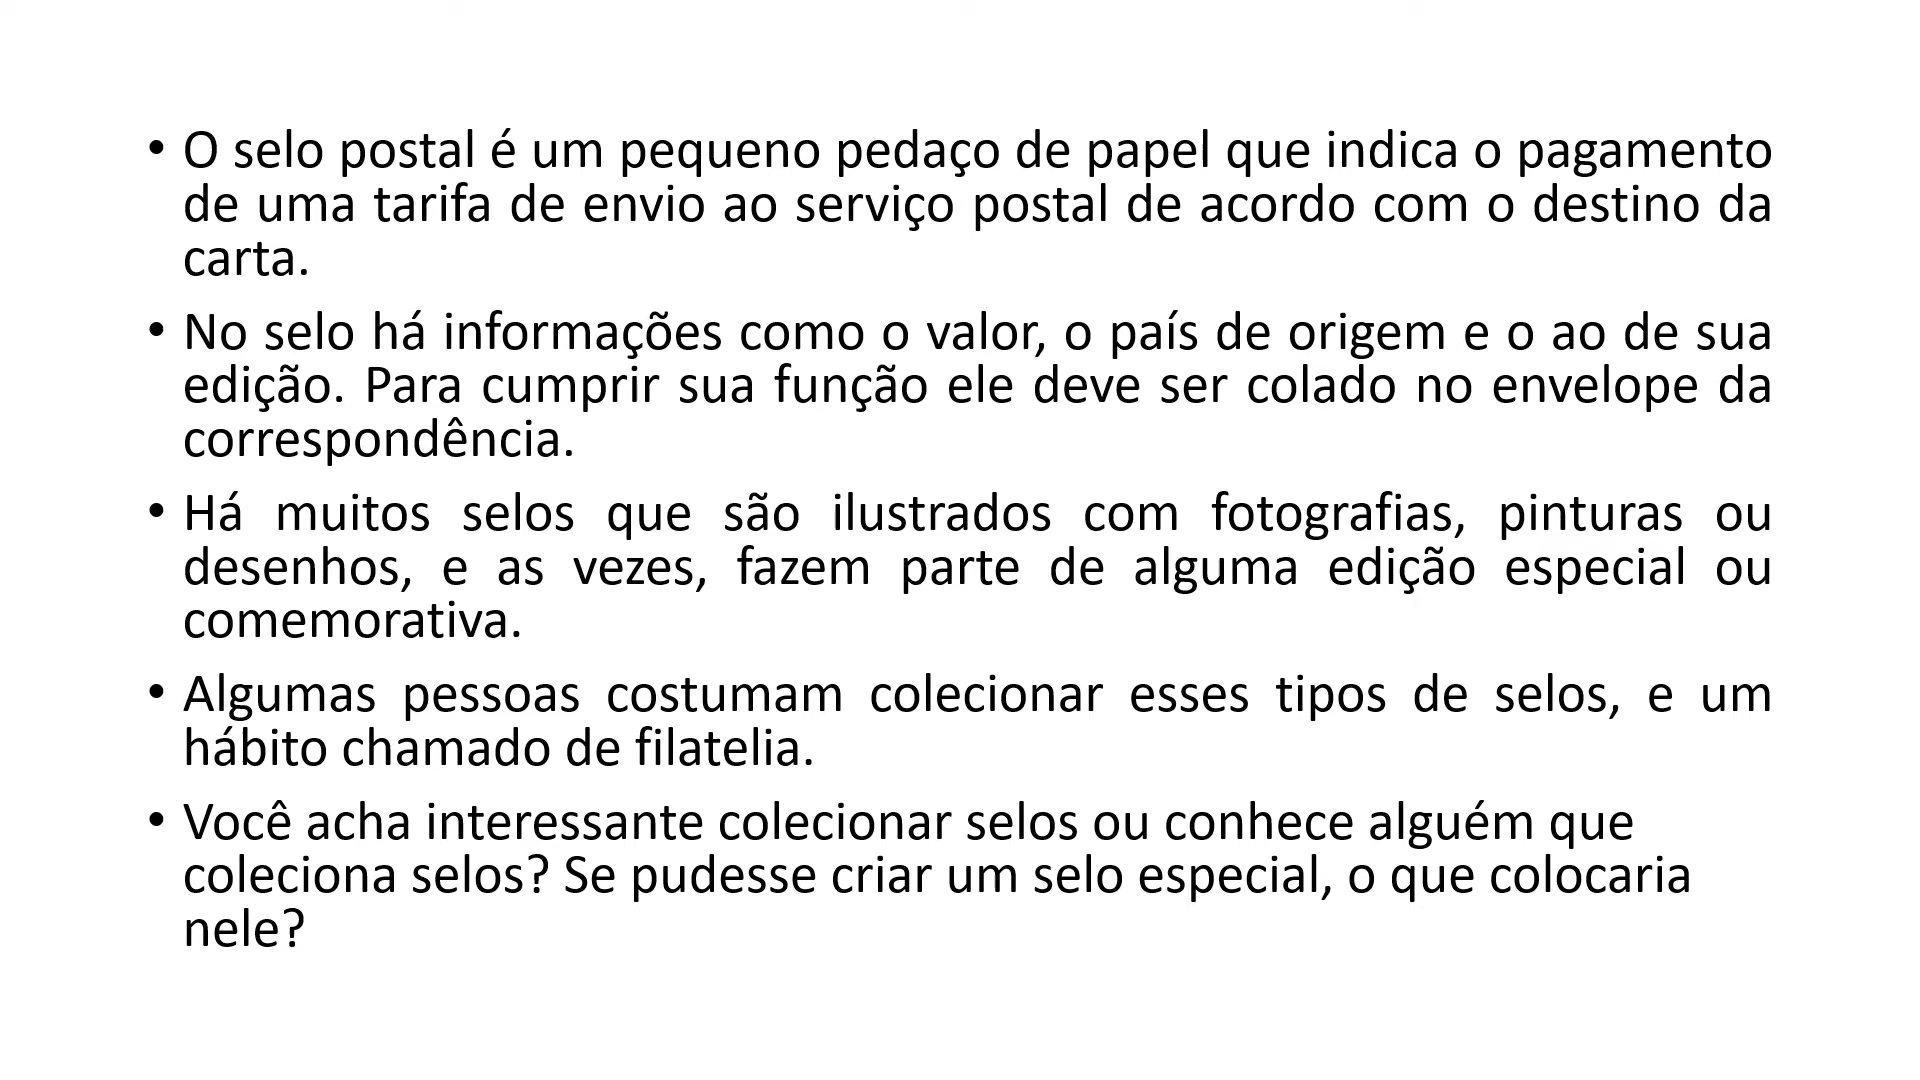 • O selo postal é um pequeno pedaço de papel que indica o pagamento
de uma tarifa de envio ao serviço postal de acordo com o destino da
carta.
• No selo há informações como o valor, o país de origem e o ao de sua
edição. Para cumprir sua função ele deve ser colado no envelope da
correspondência.
• Há muitos selos que são ilustrados com fotografias, pinturas ou
desenhos, e as vezes, fazem parte de alguma edição especial ou
comemorativa.
• Algumas pessoas costumam colecionar esses tipos de selos, e um
hábito chamado de filatelia.
• Você acha interessante colecionar selos ou conhece alguém que
coleciona selos? Se pudesse criar um selo especial, o que colocaria
nele?